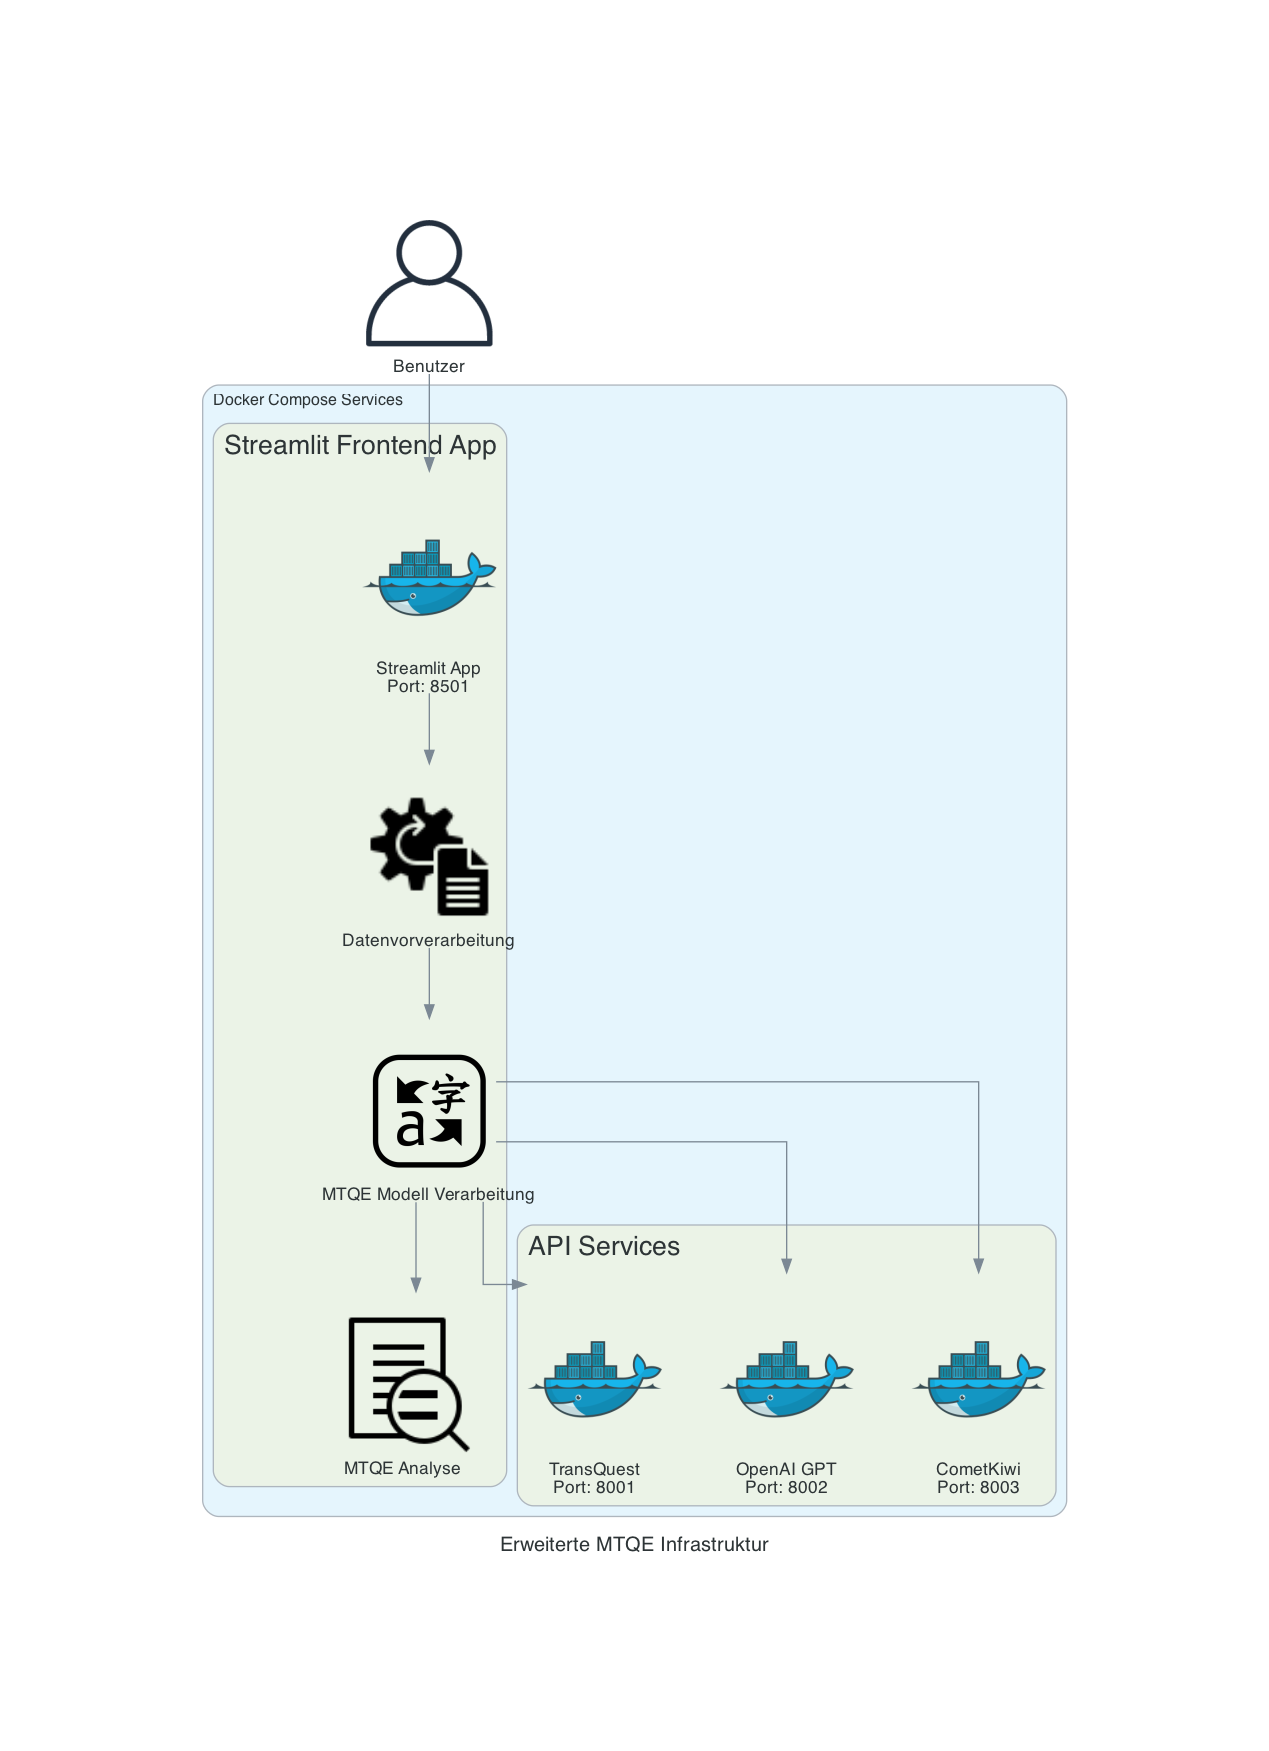 Benutzer
Docker Compose Services
Streamlit Frontend App
Streamlit App
Port: 8501
Datenvorverarbeitung
字
a
MTQE Modell Verarbeitung
API Services
MTQE Analyse
TransQuest
Port: 8001
OpenAI GPT
Port: 8002
CometKiwi
Port: 8003
Erweiterte MTQE Infrastruktur